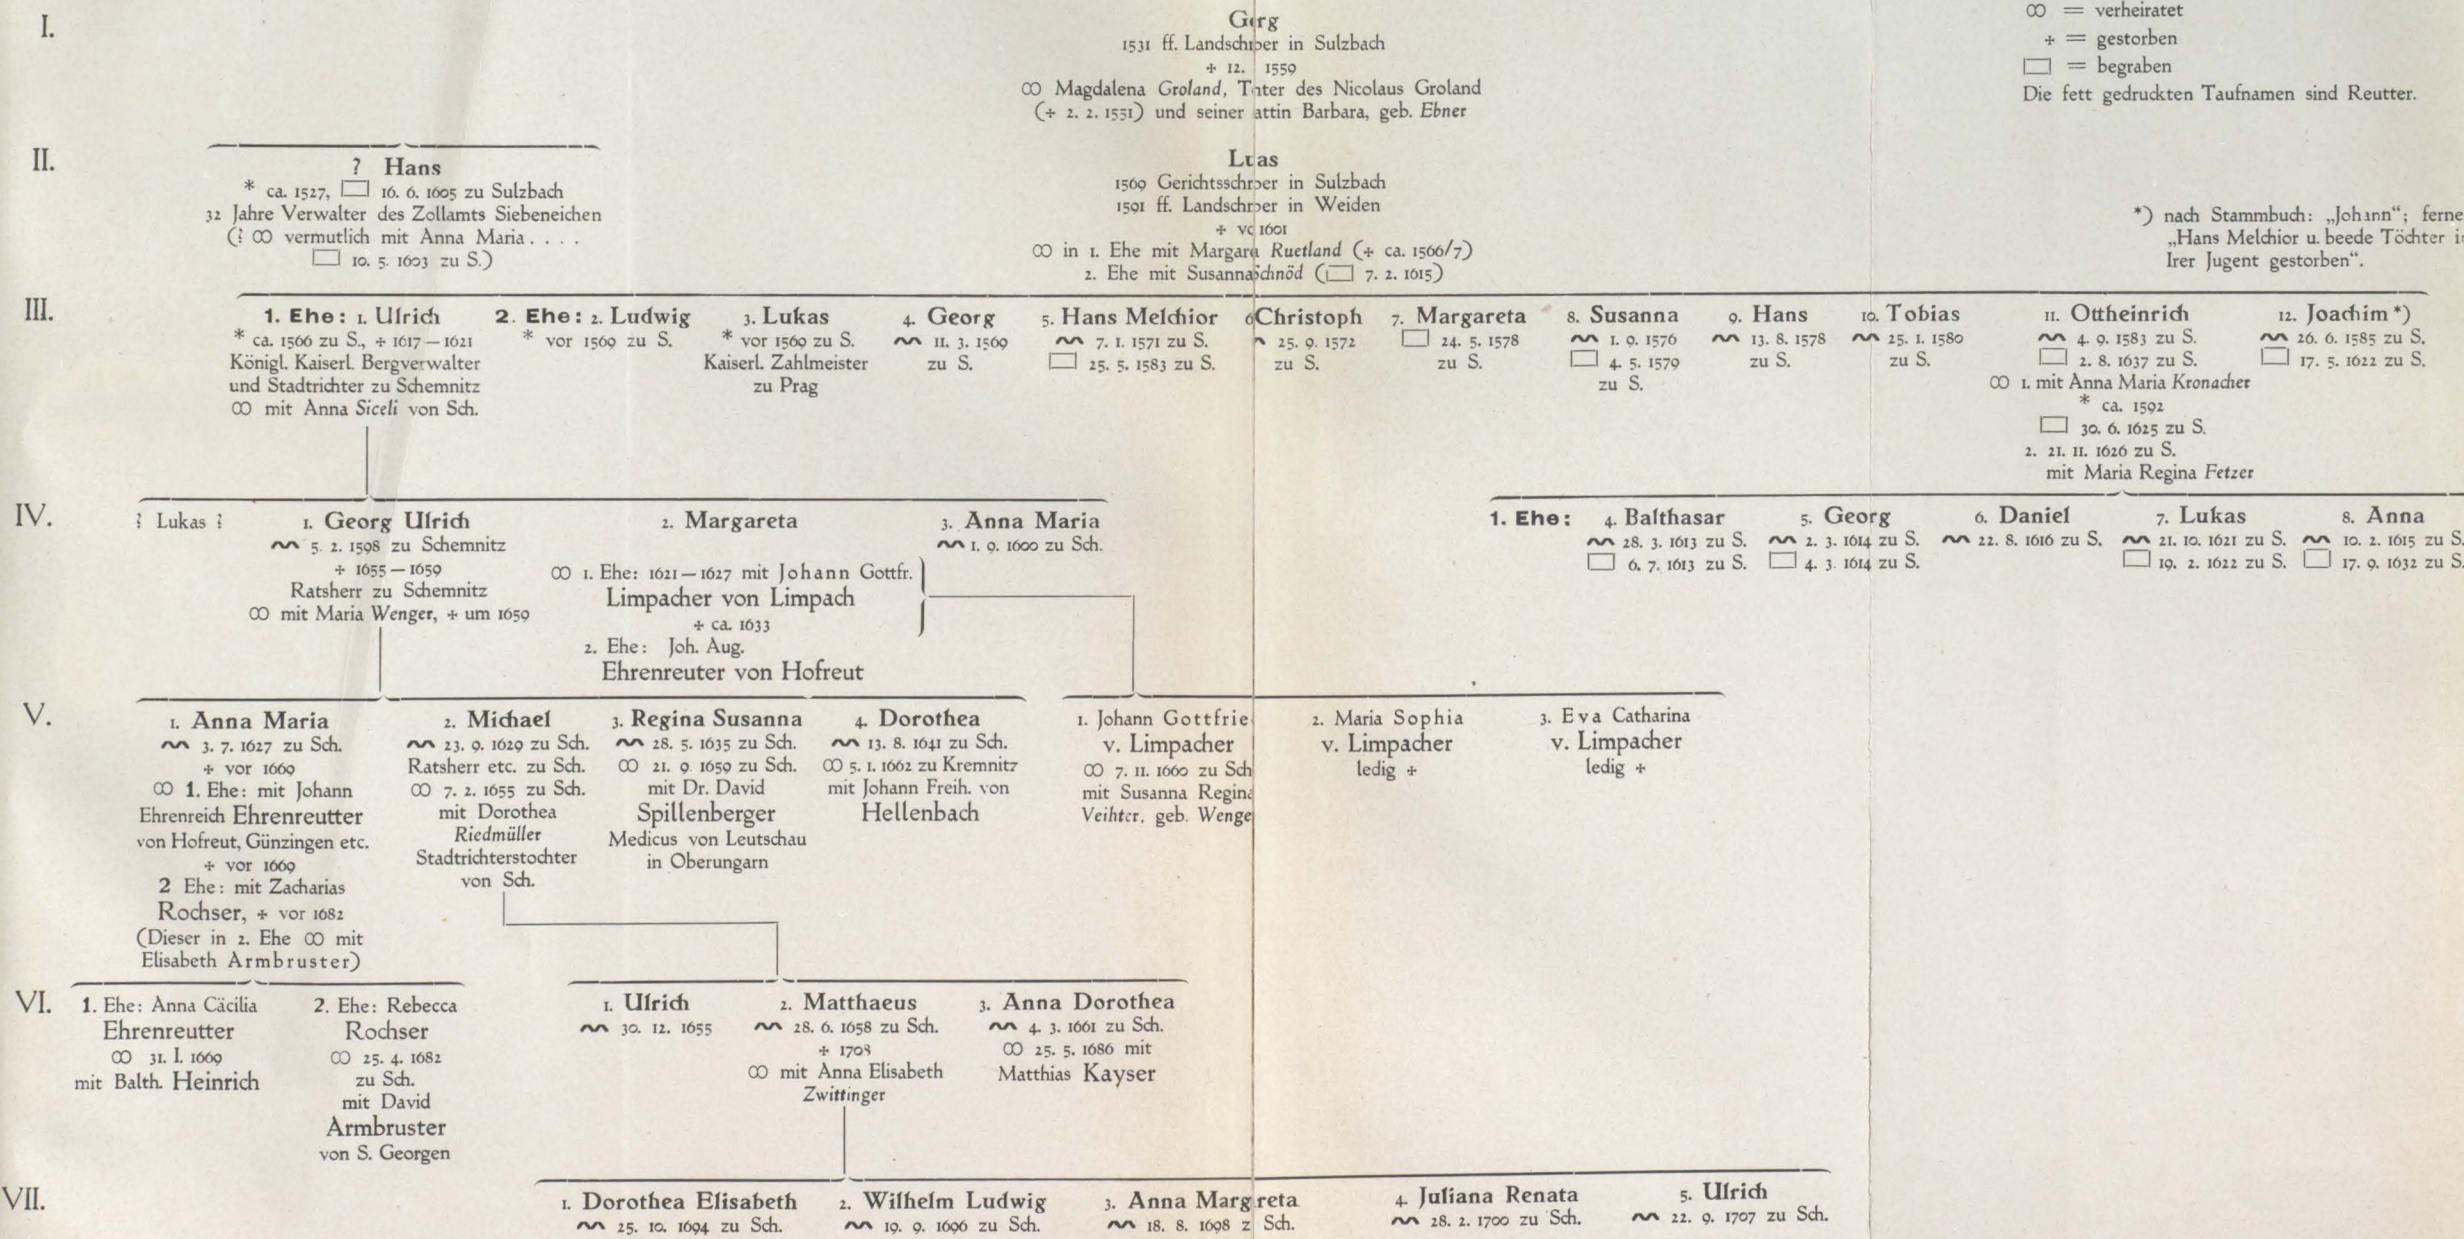 I.
Georg
1531 ff. Landschreiber in Sulzbach
+ 12. 1559
∞ Magdalena Groland, Tochter des Nicolaus Groland
(+ 2. 2. 1551) und seiner Gattin Barbara, geb. Ebner
∞ = verheiratet
+ = gestorben
▭ = begraben
Die fett gedruckten Taufnamen sind Reutter.
II.
? Hans
* ca. 1527, ▭ 16. 6. 1605 zu Sulzbach
32 Jahre Verwalter des Zollamts Siebeneichen
(? ∞ vermutlich mit Anna Maria . . . .
▭ 10. 5. 1603 zu S.)
Lukas
1569 Gerichtsschreiber in Sulzbach
1591 ff. Landschreiber in Weiden
+ vor 1601
∞ in 1. Ehe mit Margareta Ruetland (+ ca. 1566/7)
2. Ehe mit Susanna Schnöd (▭ 7. 2. 1615)
*) nach Stammbuch: „Johann“; ferne
„Hans Melchior u. beede Töchter i
Irer Jugent gestorben“.
III.
1. Ehe: 1. Ulrich
* ca. 1566 zu S., + 1617–1621
Königl. Kaiserl. Bergverwalter
und Stadtrichter zu Schemnitz
∞ mit Anna Siceli von Sch.
2. Ehe: 2. Ludwig
* vor 1569 zu S.
3. Lukas
* vor 1569 zu S.
Kaiserl. Zahlmeister
zu Prag
4. Georg
~~ 11. 3. 1569
zu S.
5. Hans Melchior
~~ 7. 1. 1571 zu S.
▭ 25. 5. 1583 zu S.
6 Christoph
~ 25. 9. 1572
zu S.
7. Margareta
▭ 24. 5. 1578
zu S.
8. Susanna
~~ 1. 9. 1576
▭ 4. 5. 1579
zu S.
9. Hans
~~ 13. 8. 1578
zu S.
10. Tobias
~~ 25. 1. 1580
zu S.
11. Ottheinrich
~~ 4. 9. 1583 zu S.
▭ 2. 8. 1637 zu S.
∞ 1. mit Anna Maria Kronacher
* ca. 1592
▭ 30. 6. 1625 zu S.
2. 21. 11. 1626 zu S.
mit Maria Regina Fetzer
12. Joachim *)
~~ 26. 6. 1585 zu S.
▭ 17. 5. 1622 zu S.
IV.
? Lukas ?
1. Georg Ulrich
~~ 5. 2. 1598 zu Schemnitz
+ 1655–1659
Ratsherr zu Schemnitz
∞ mit Maria Wenger, + um 1659
2. Margareta
∞ 1. Ehe: 1621–1627 mit Johann Gottfr.
Limpacher von Limpach
+ ca. 1633
2. Ehe: Joh. Aug.
Ehrenreuter von Hofreut
3. Anna Maria
~~ 1. 9. 1600 zu Sch.
1. Ehe: 4. Balthasar
~~ 28. 3. 1613 zu S.
▭ 6. 7. 1613 zu S.
5. Georg
~~ 2. 3. 1614 zu S.
▭ 4. 3. 1614 zu S.
6. Daniel
~~ 22. 8. 1616 zu S.
7. Lukas
~~ 21. 10. 1621 zu S.
▭ 19. 2. 1622 zu S.
8. Anna
~~ 10. 2. 1615 zu S.
▭ 17. 9. 1632 zu S.
V.
1. Anna Maria
~~ 3. 7. 1627 zu Sch.
+ vor 1669
∞ 1. Ehe: mit Johann
Ehrenreich Ehrenreutter
von Hofreut, Günzingen etc.
+ vor 1669
2 Ehe: mit Zacharias
Rochser, + vor 1682
(Dieser in 2. Ehe ∞ mit
Elisabeth Armbruster)
2. Michael
~~ 23. 9. 1629 zu Sch.
Ratsherr etc. zu Sch.
∞ 7. 2. 1655 zu Sch.
mit Dorothea
Riedmüller
Stadtrichterstochter
von Sch.
3. Regina Susanna
~~ 28. 5. 1635 zu Sch.
∞ 21. 9 1659 zu Sch.
mit Dr. David
Spillenberger
Medicus von Leutschau
in Oberungarn
4. Dorothea
~~ 13. 8. 1641 zu Sch.
∞ 5. 1. 1662 zu Kremnitz
mit Johann Freih. von
Hellenbach
1. Johann Gottfrie
v. Limpacher
∞ 7. 11. 1660 zu Sch
mit Susanna Regina
Veihter, geb. Wenge
2. Maria Sophia
v. Limpacher
ledig +
3. Eva Catharina
v. Limpacher
ledig +
VI.
1. Ehe: Anna Cäcilia
Ehrenreutter
∞ 31. 1. 1669
mit Balth. Heinrich
2. Ehe: Rebecca
Rochser
∞ 25. 4. 1682
zu Sch.
mit David
Armbruster
von S. Georgen
1. Ulrich
~~ 30. 12. 1655
2. Matthaeus
~~ 28. 6. 1658 zu Sch.
+ 1708
∞ mit Anna Elisabeth
Zwittinger
3. Anna Dorothea
~~ 4. 3. 1661 zu Sch.
∞ 25. 5. 1686 mit
Matthias Kayser
VII.
1. Dorothea Elisabeth
~~ 25. 10. 1694 zu Sch.
2. Wilhelm Ludwig
~~ 19. 9. 1696 zu Sch.
3. Anna Margareta
~~ 18. 8. 1698 z Sch.
4. Juliana Renata
~~ 28. 2. 1700 zu Sch.
5. Ulrich
~~ 22. 9. 1707 zu Sch.